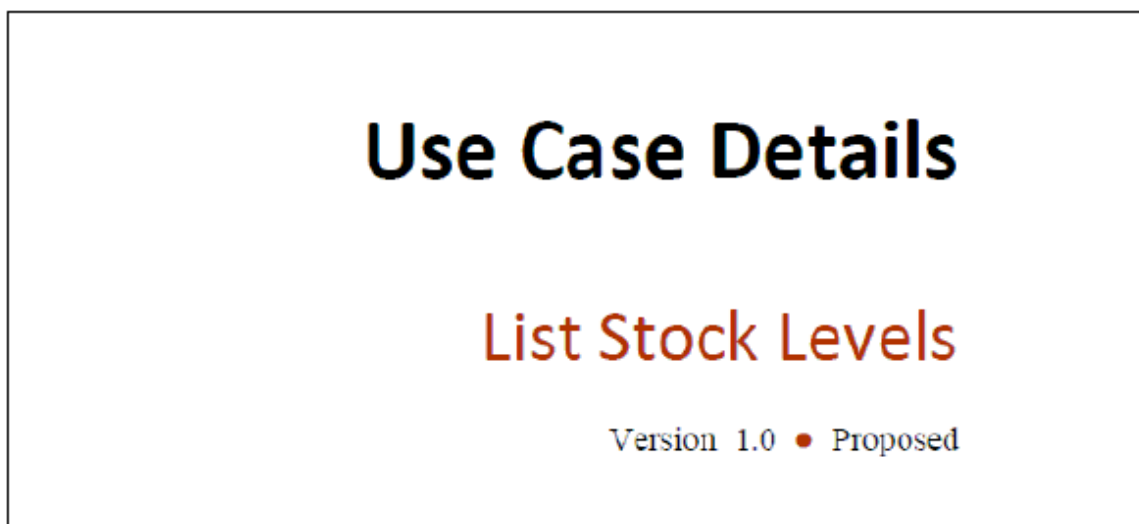 Use Case Details
List Stock Levels
Version 1.0 • Proposed